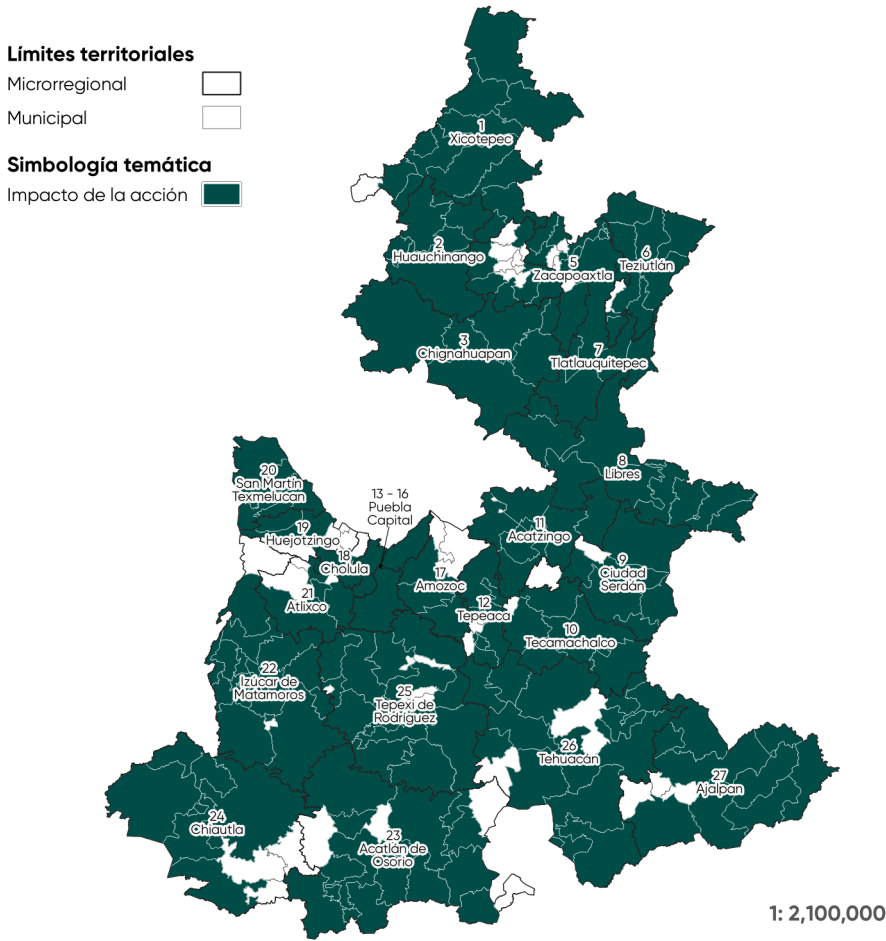 Límites territoriales
Microrregional
Municipal
Simbología temática
Impacto de la acción
1
Xicotepec
2
Huauchinango
5
Zacapoaxtla
6
Teziutlán
3
Chignahuapan
7
Tlatlauquitepec
8
Libres
20
San Martín
Texmelucan
13 - 16
Puebla
Capital
19
Huejotzingo
18
Cholula
11
Acatzingo
9
Ciudad
Serdán
17
Amozoc
21
Atlixco
12
Tepeaca
10
Tecamachalco
22
Izúcar de
Matamoros
25
Tepexi de
Rodríguez
26
Tehuacán
27
Ajalpan
24
Chiautla
23
Acatlán de
Osorio
1: 2,100,000